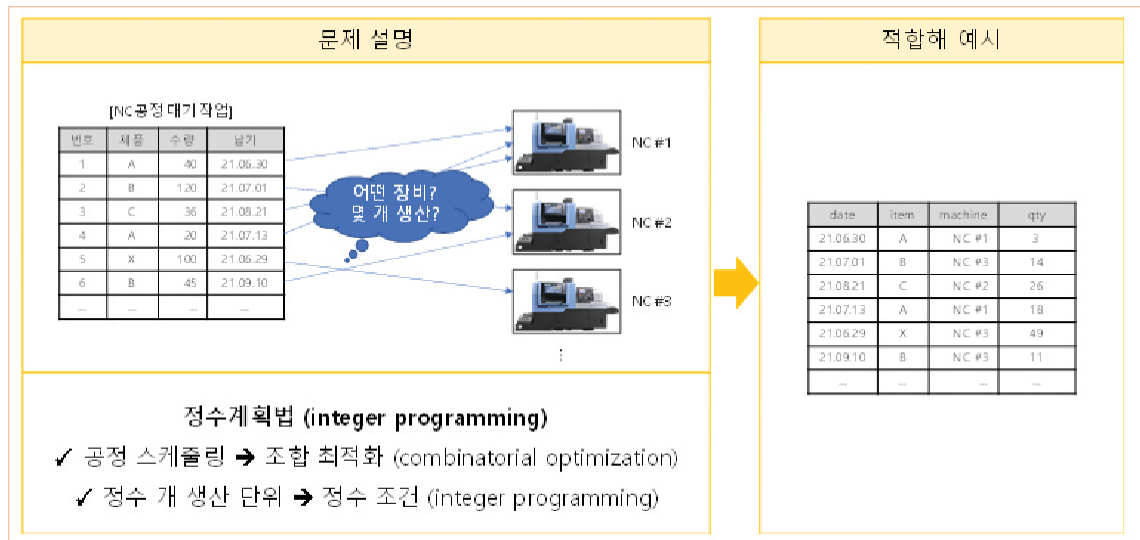 문제 설명
[NC공정 대기 작업]
번호 제품 수량 납기
1 A 40 21.06.30
2 B 120 21.07.01
3 C 36 21.08.21
4 A 20 21.07.13
5 X 100 21.06.29
6 B 45 21.09.10
... ... ... ...
어떤 장비?
몇 개 생산?
NC #1
NC #2
NC #3
⋮
정수계획법 (integer programming)
✓ 공정 스케줄링 ➔ 조합 최적화 (combinatorial optimization)
✓ 정수 개 생산 단위 ➔ 정수 조건 (integer programming)
적합해 예시
date item machine qty
21.06.30 A NC #1 3
21.07.01 B NC #3 14
21.08.21 C NC #2 26
21.07.13 A NC #1 18
21.06.29 X NC #3 49
21.09.10 B NC #3 11
... ... ... ...